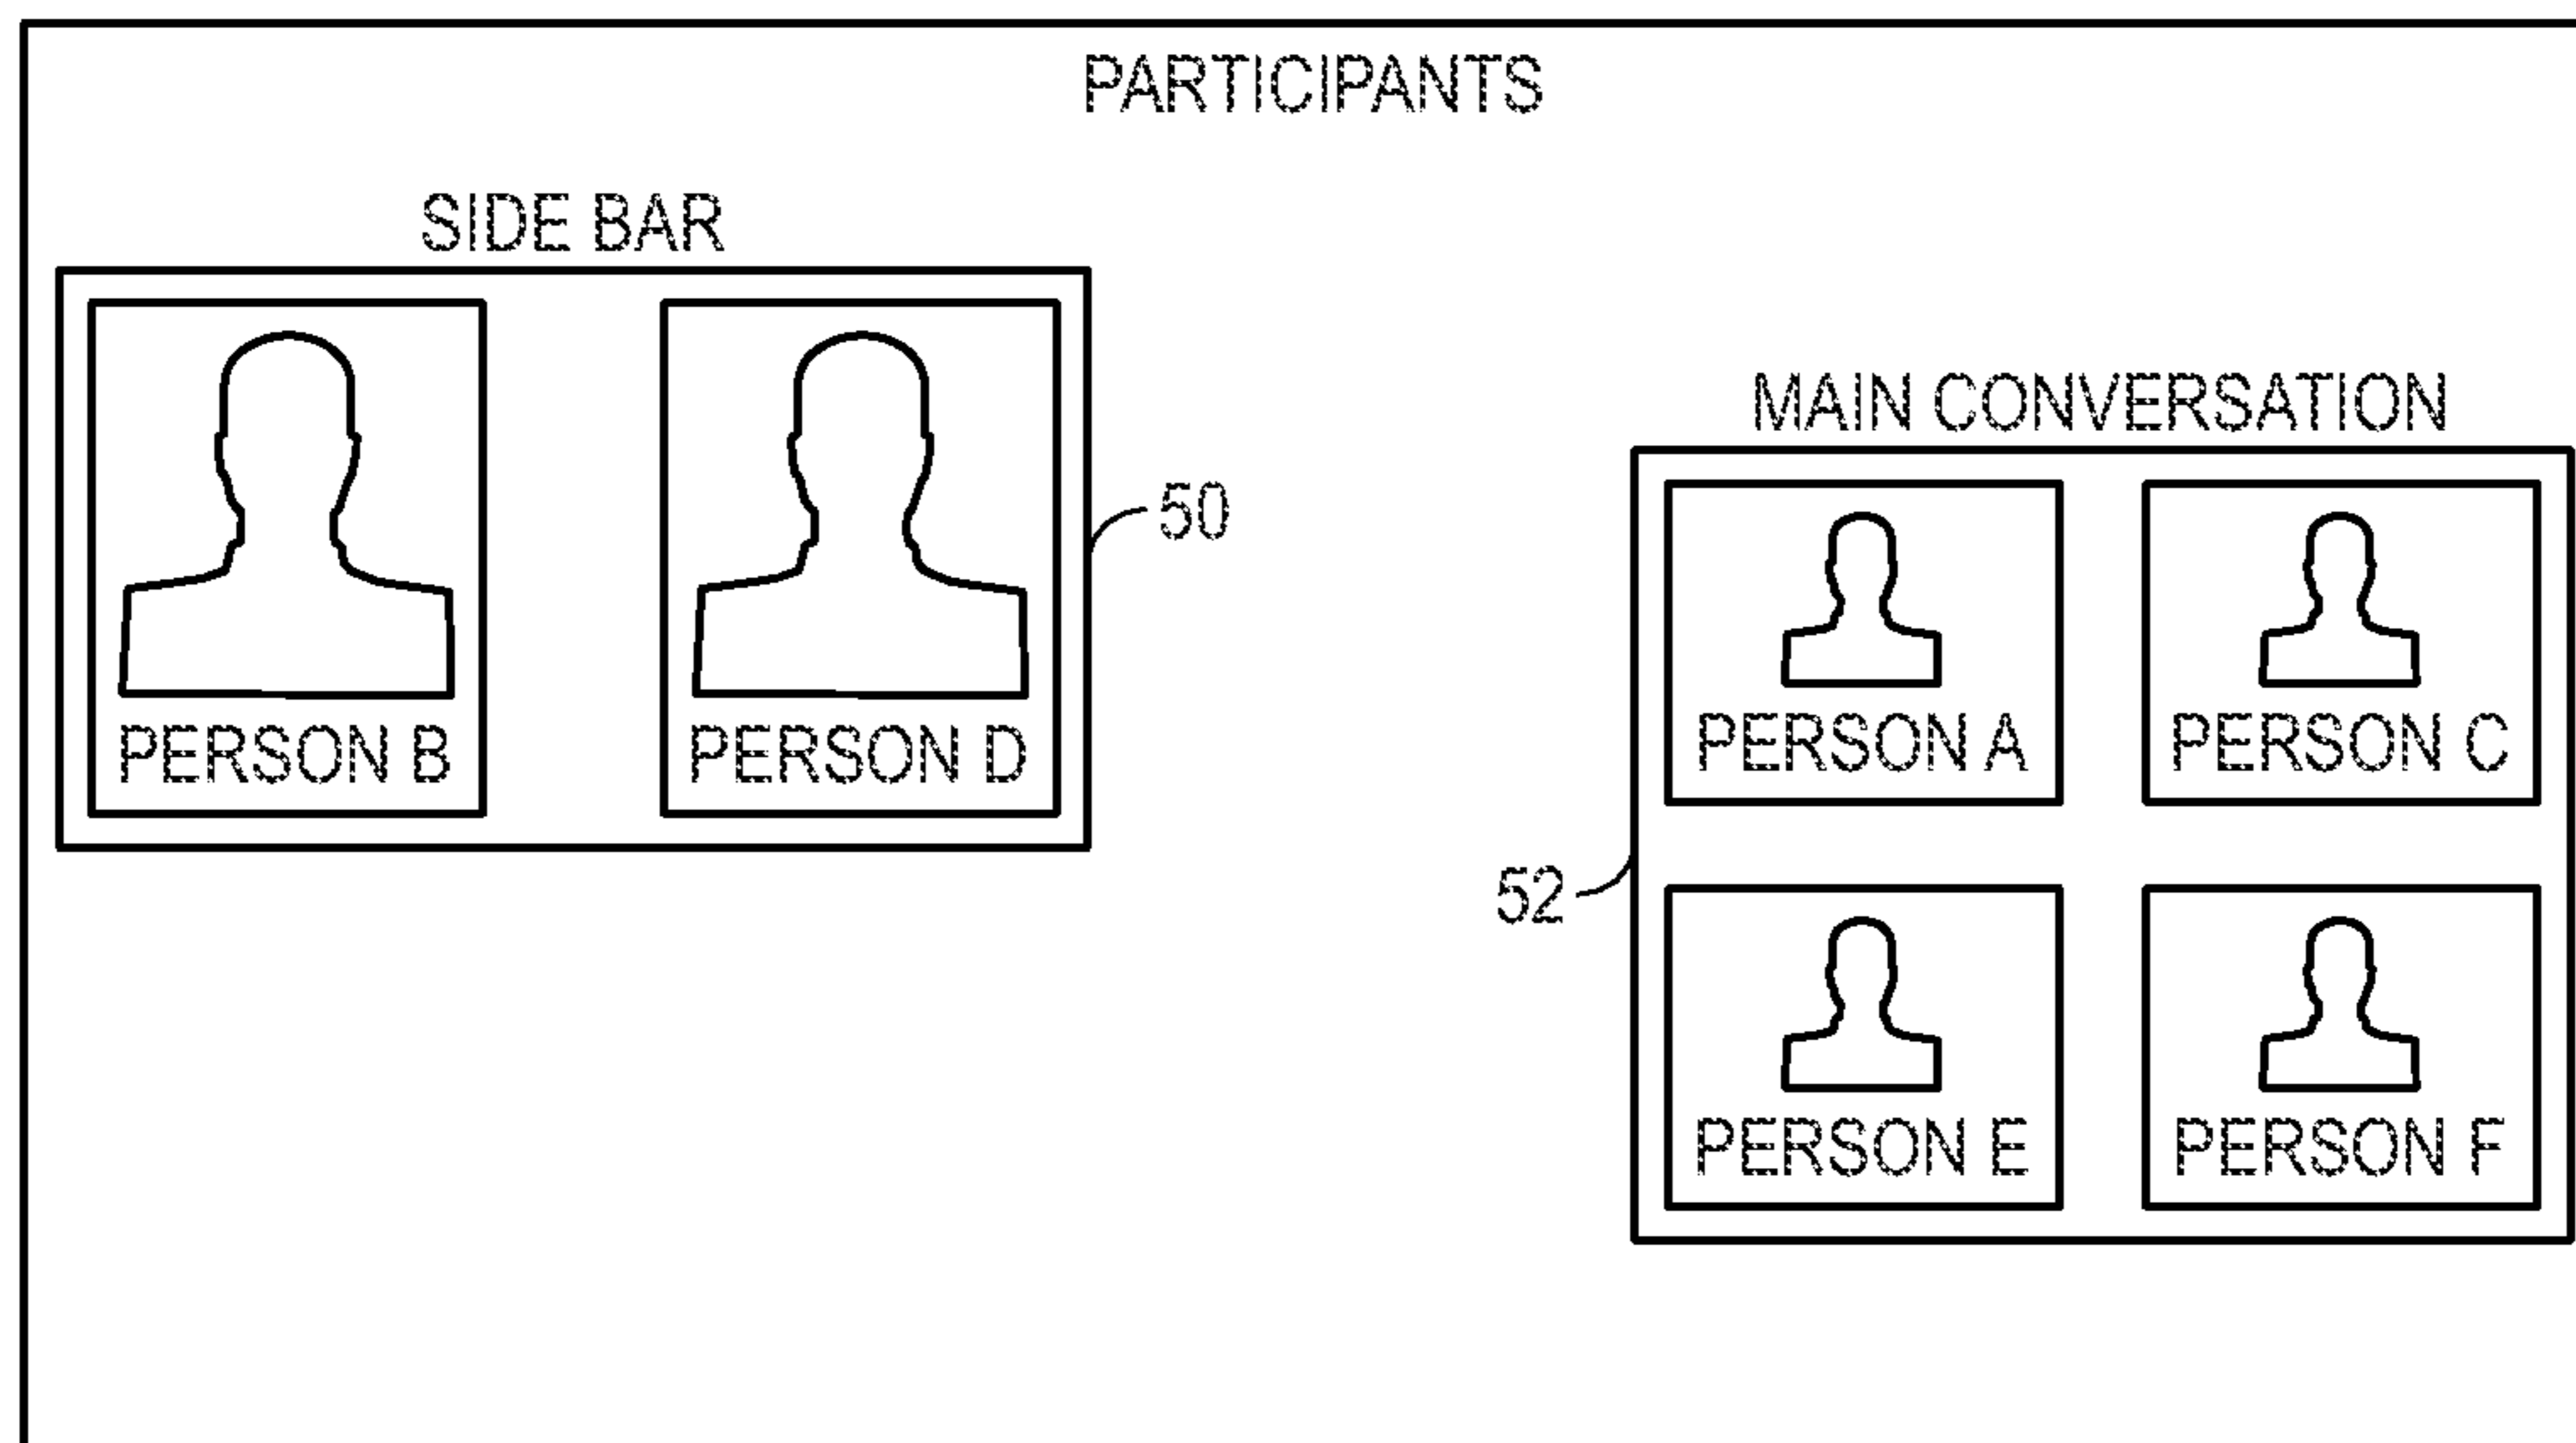 PARTICIPANTS
SIDE BAR
PERSON B
PERSON D
50
MAIN CONVERSATION
PERSON A
PERSON C
52
PERSON E
PERSON F